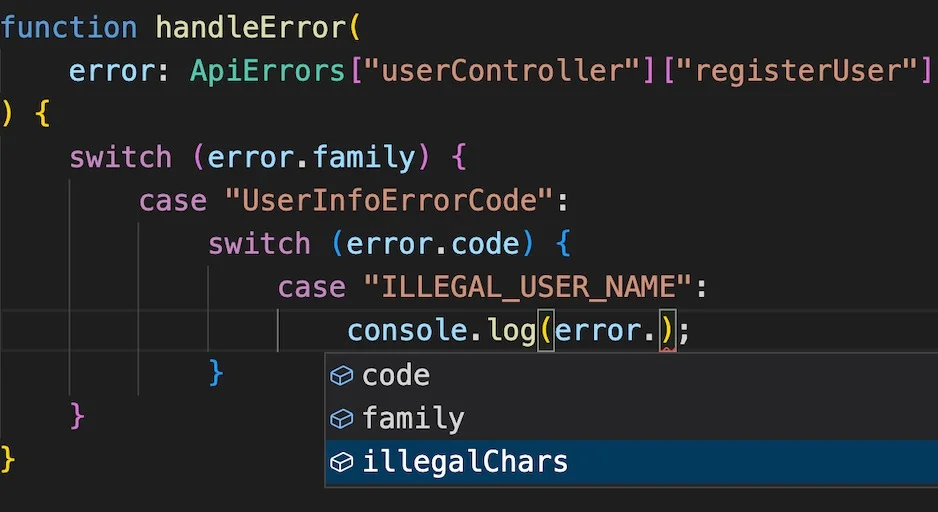 function handleError(
error: ApiErrors["userController"]["registerUser"]
) {
switch (error.family) {
case "UserInfoErrorCode":
switch (error.code) {
case "ILLEGAL_USER_NAME":
console.log(error.);
code
}
family
}
illegalChars
}